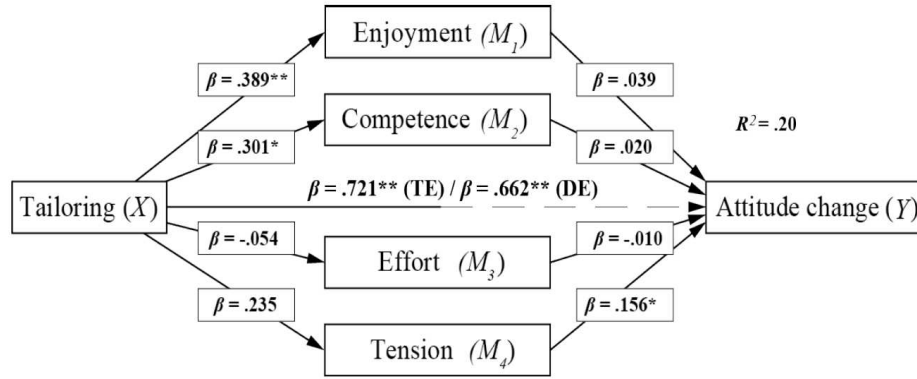 Enjoyment (M1)
β = .389**
β = .039
Competence (M2)
R² = .20
β = .301*
β = .020
β = .721** (TE) / β = .662** (DE)
Tailoring (X)
Attitude change (Y)
β = -.054
β = -.010
Effort (M3)
β = .235
β = .156*
Tension (M4)